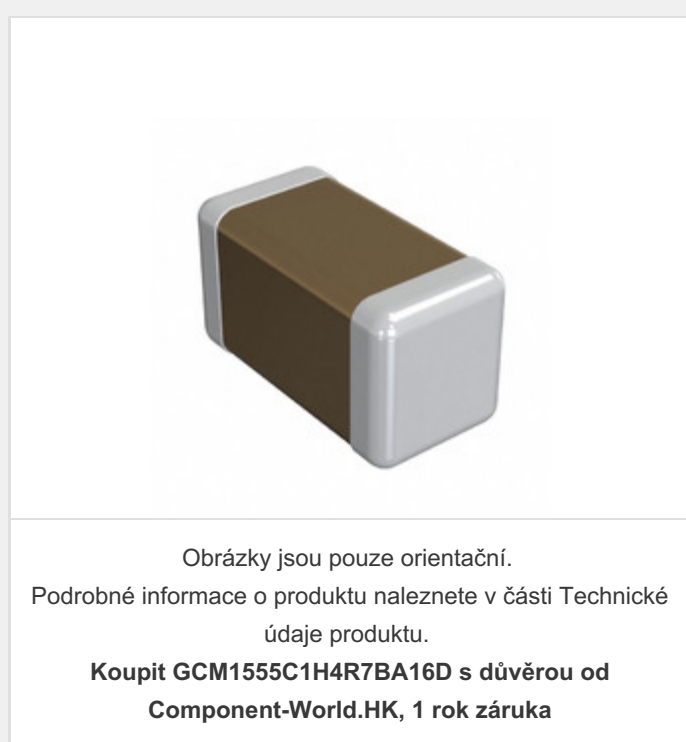 Obrázky jsou pouze orientační.
Podrobné informace o produktu naleznete v části Technické
údaje produktu.
Koupit GCM1555C1H4R7BA16D s důvěrou od
Component-World.HK, 1 rok záruka